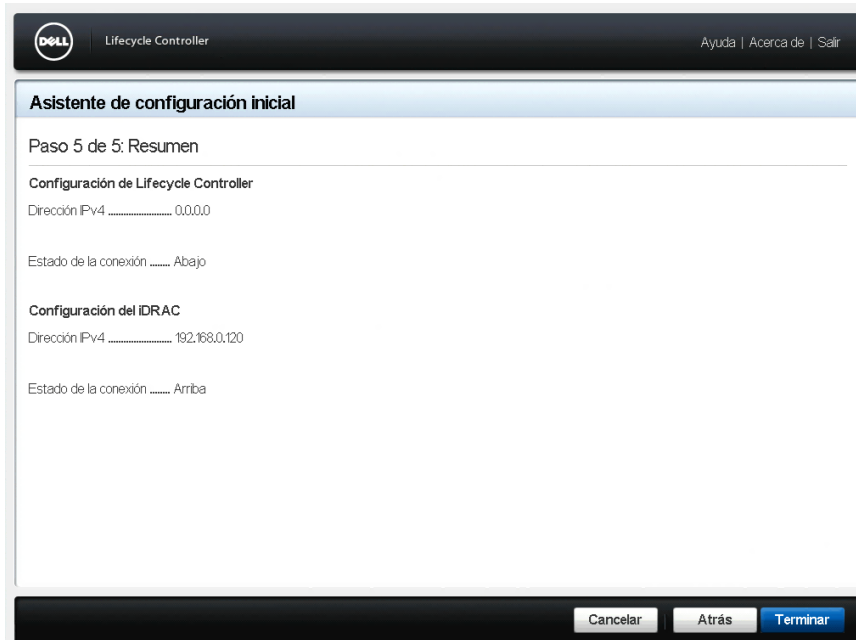 DELL
Lifecycle Controller
Ayuda | Acerca de | Salir
Asistente de configuración inicial
Paso 5 de 5: Resumen
Configuración de Lifecycle Controller
Dirección IPv4 ........................ 0.0.0.0
Estado de la conexión ........ Abajo
Configuración del iDRAC
Dirección IPv4 ........................ 192.168.0.120
Estado de la conexión ........ Arriba
Cancelar
Atrás
Terminar